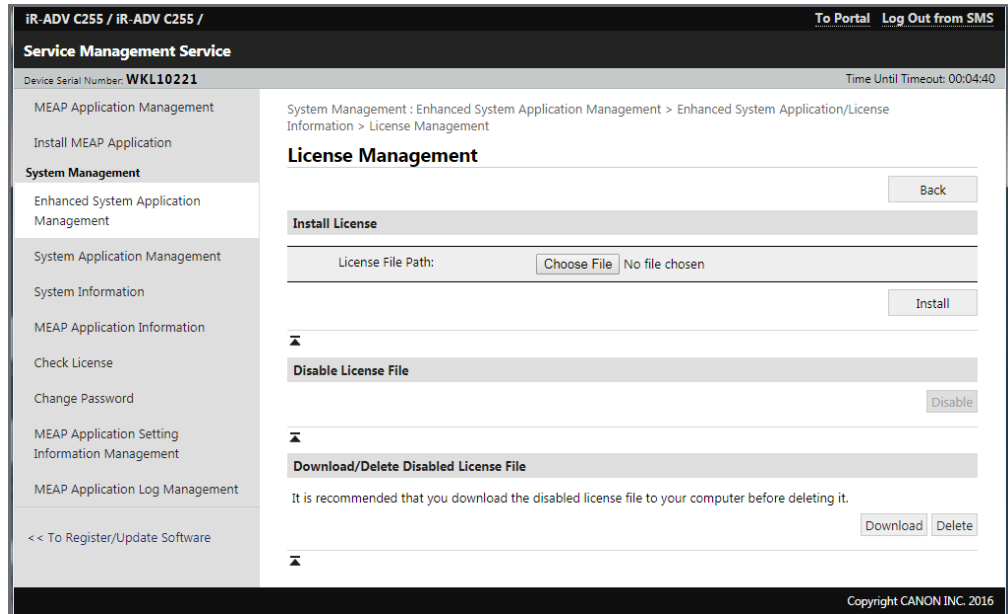 iR-ADV C255 / iR-ADV C255 /
To Portal Log Out from SMS
Service Management Service
Device Serial Number: WKL10221
Time Until Timeout: 00:04:40
MEAP Application Management
Install MEAP Application
System Management
Enhanced System Application
Management
System Application Management
System Information
MEAP Application Information
Check License
Change Password
MEAP Application Setting
Information Management
MEAP Application Log Management
<< To Register/Update Software
System Management : Enhanced System Application Management > Enhanced System Application/License
Information > License Management
License Management
Back
Install License
License File Path:
Choose File No file chosen
Install
Disable License File
Disable
Download/Delete Disabled License File
It is recommended that you download the disabled license file to your computer before deleting it.
Download Delete
Copyright CANON INC. 2016